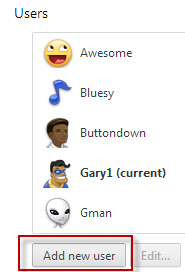 Users
Awesome
Bluesy
Buttondown
Gary1 (current)
Gman
Add new user
Edit...